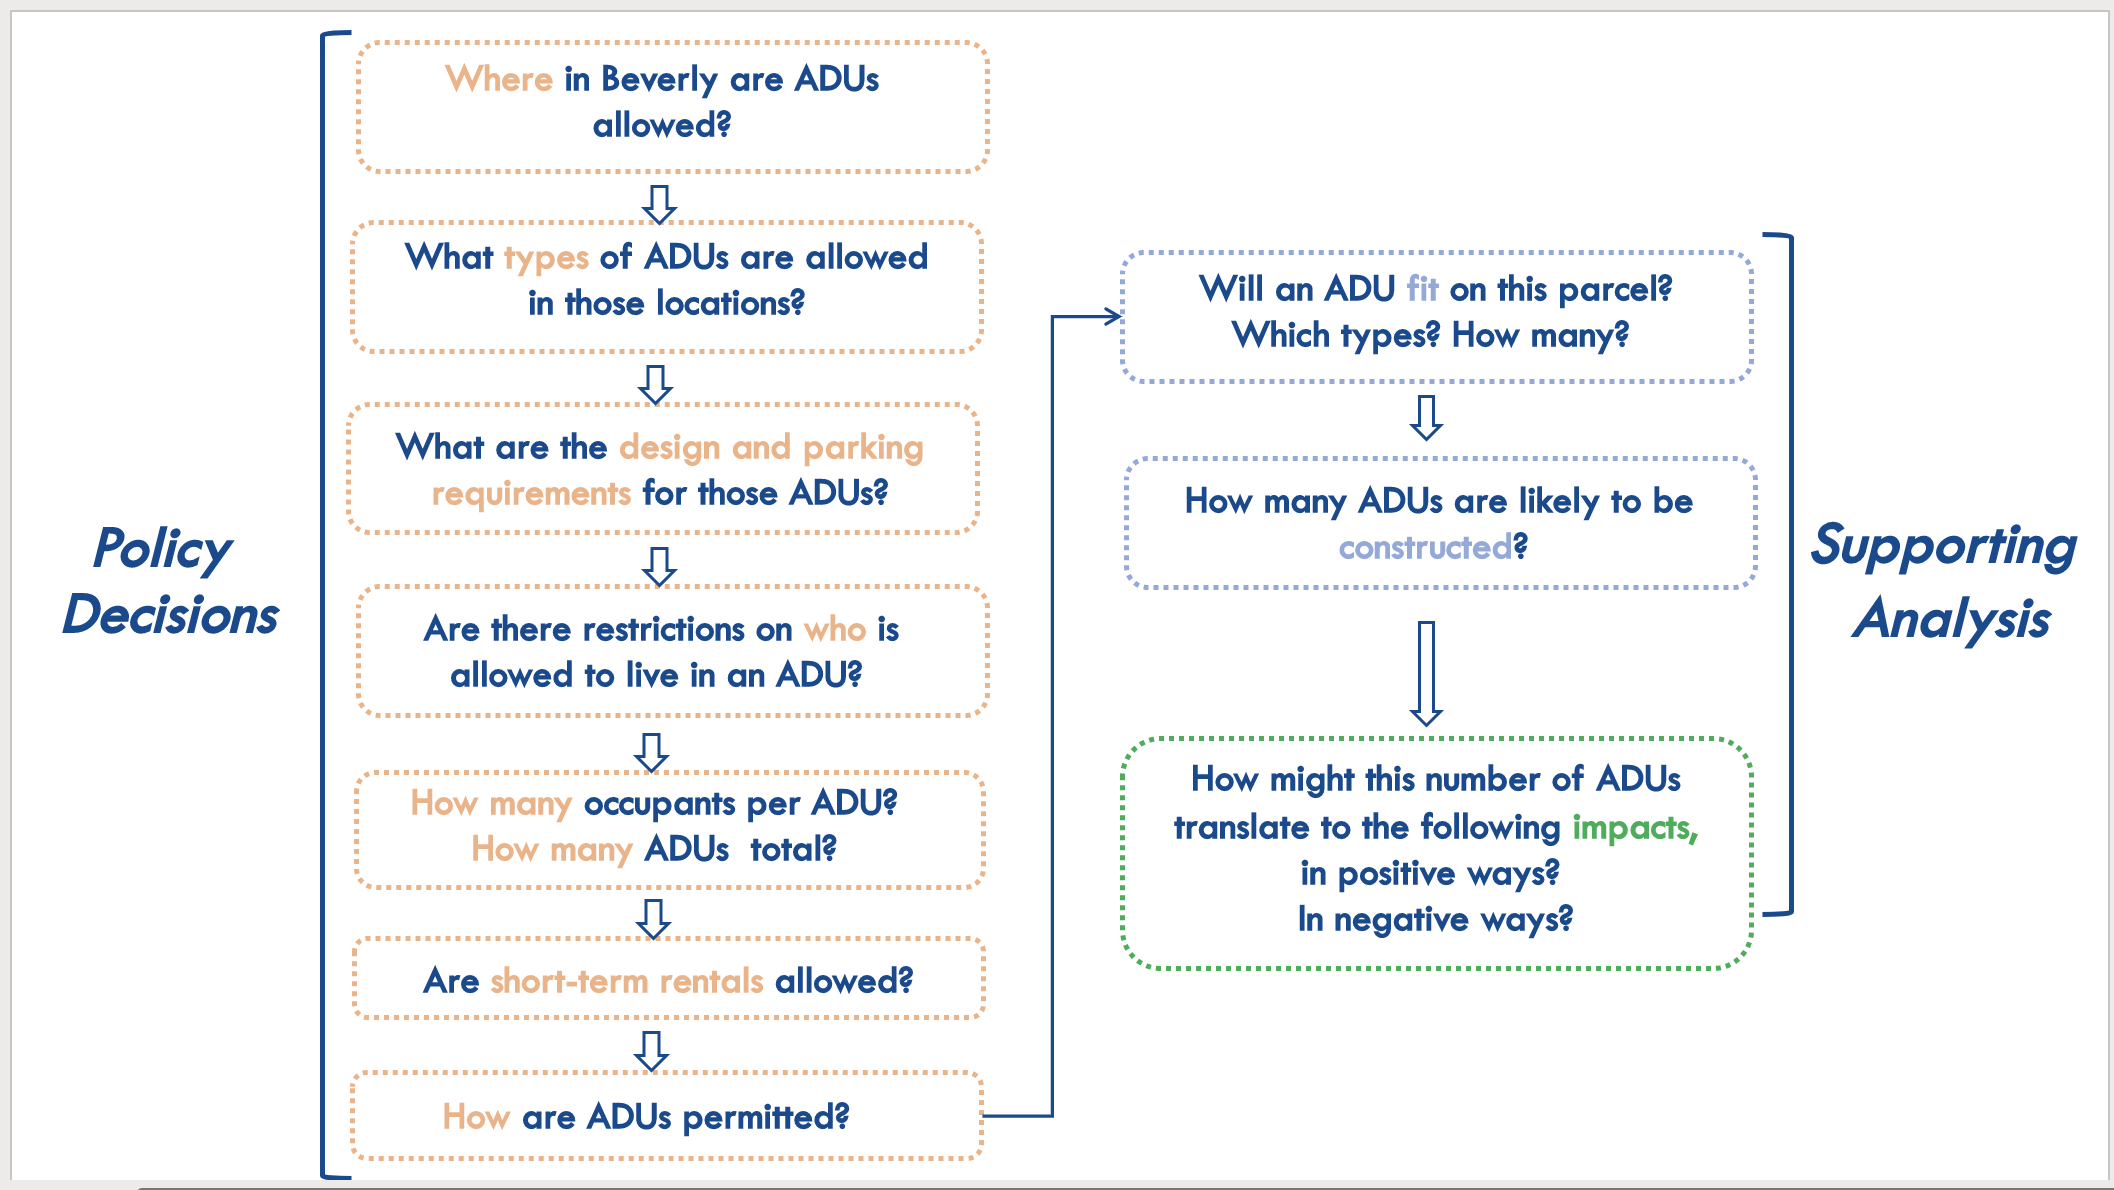 Policy
Decisions
Where in Beverly are ADUs
allowed?
What types of ADUs are allowed
in those locations?
What are the design and parking
requirements for those ADUs?
Are there restrictions on who is
allowed to live in an ADU?
How many occupants per ADU?
How many ADUs  total?
Are short-term rentals allowed?
How are ADUs permitted?
Will an ADU fit on this parcel?
Which types? How many?
How many ADUs are likely to be
constructed?
How might this number of ADUs
translate to the following impacts,
in positive ways?
In negative ways?
Supporting
Analysis